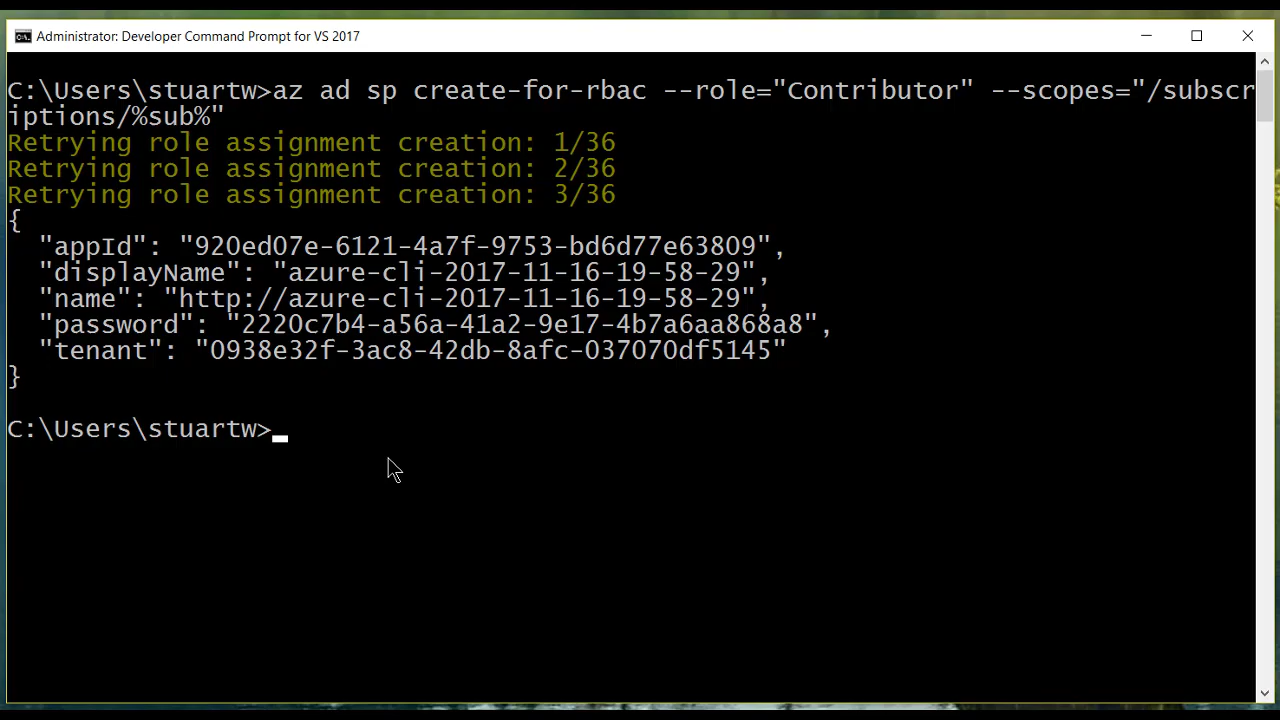 Administrator: Developer Command Prompt for VS 2017
C:\Users\stuartw>az ad sp create-for-rbac --role="Contributor" --scopes="/subscr
iptions/%sub%"
Retrying role assignment creation: 1/36
Retrying role assignment creation: 2/36
Retrying role assignment creation: 3/36
{
  "appId": "920ed07e-6121-4a7f-9753-bd6d77e63809",
  "displayName": "azure-cli-2017-11-16-19-58-29",
  "name": "http://azure-cli-2017-11-16-19-58-29",
  "password": "2220c7b4-a56a-41a2-9e17-4b7a6aa868a8",
  "tenant": "0938e32f-3ac8-42db-8afc-037070df5145"
}
C:\Users\stuartw>